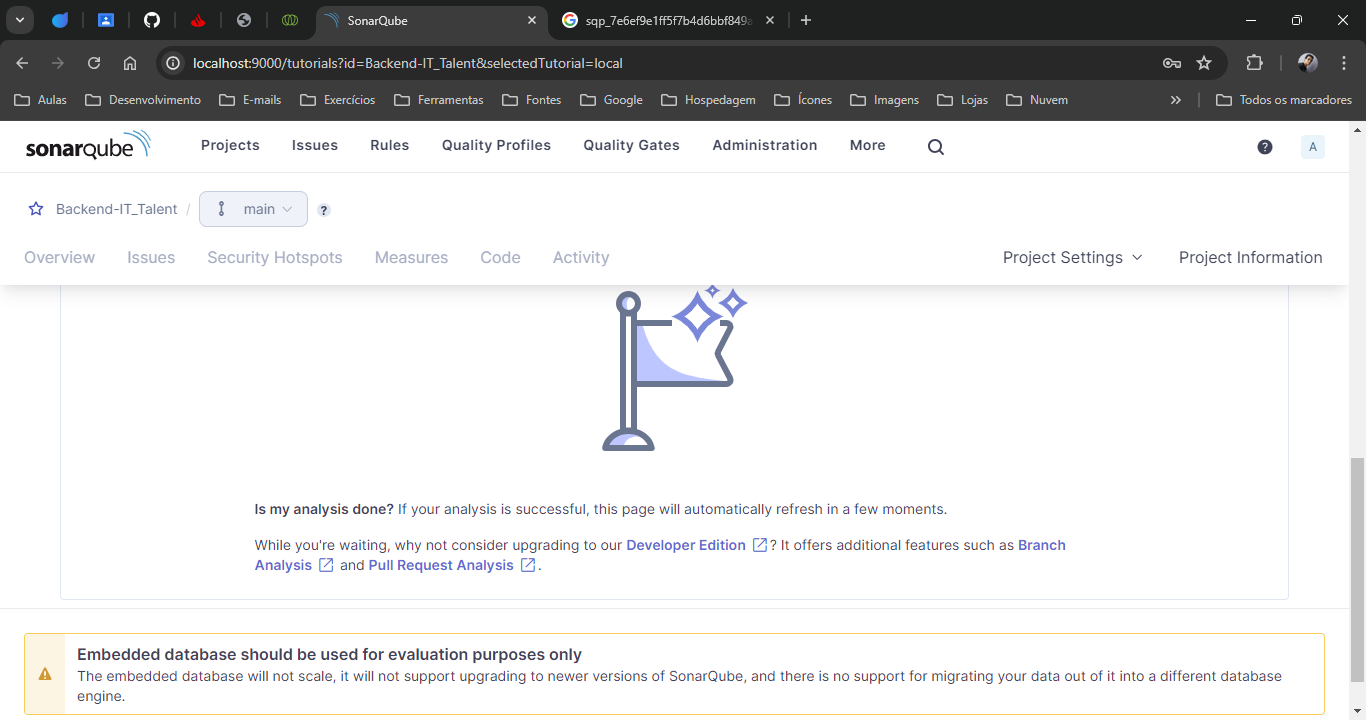 SonarQube
sqp_7e6ef9e1ff5f7b4d6bbf849a
localhost:9000/tutorials?id=Backend-IT_Talent&selectedTutorial=local
Aulas Desenvolvimento E-mails Exercícios Ferramentas Fontes Google Hospedagem Ícones Imagens Lojas Nuvem » Todos os marcadores
sonarqube Projects Issues Rules Quality Profiles Quality Gates Administration More ? A
Backend-IT_Talent / main ?
Overview Issues Security Hotspots Measures Code Activity Project Settings Project Information
Is my analysis done? If your analysis is successful, this page will automatically refresh in a few moments.
While you're waiting, why not consider upgrading to our Developer Edition ? It offers additional features such as Branch
Analysis and Pull Request Analysis .
Embedded database should be used for evaluation purposes only
The embedded database will not scale, it will not support upgrading to newer versions of SonarQube, and there is no support for migrating your data out of it into a different database
engine.